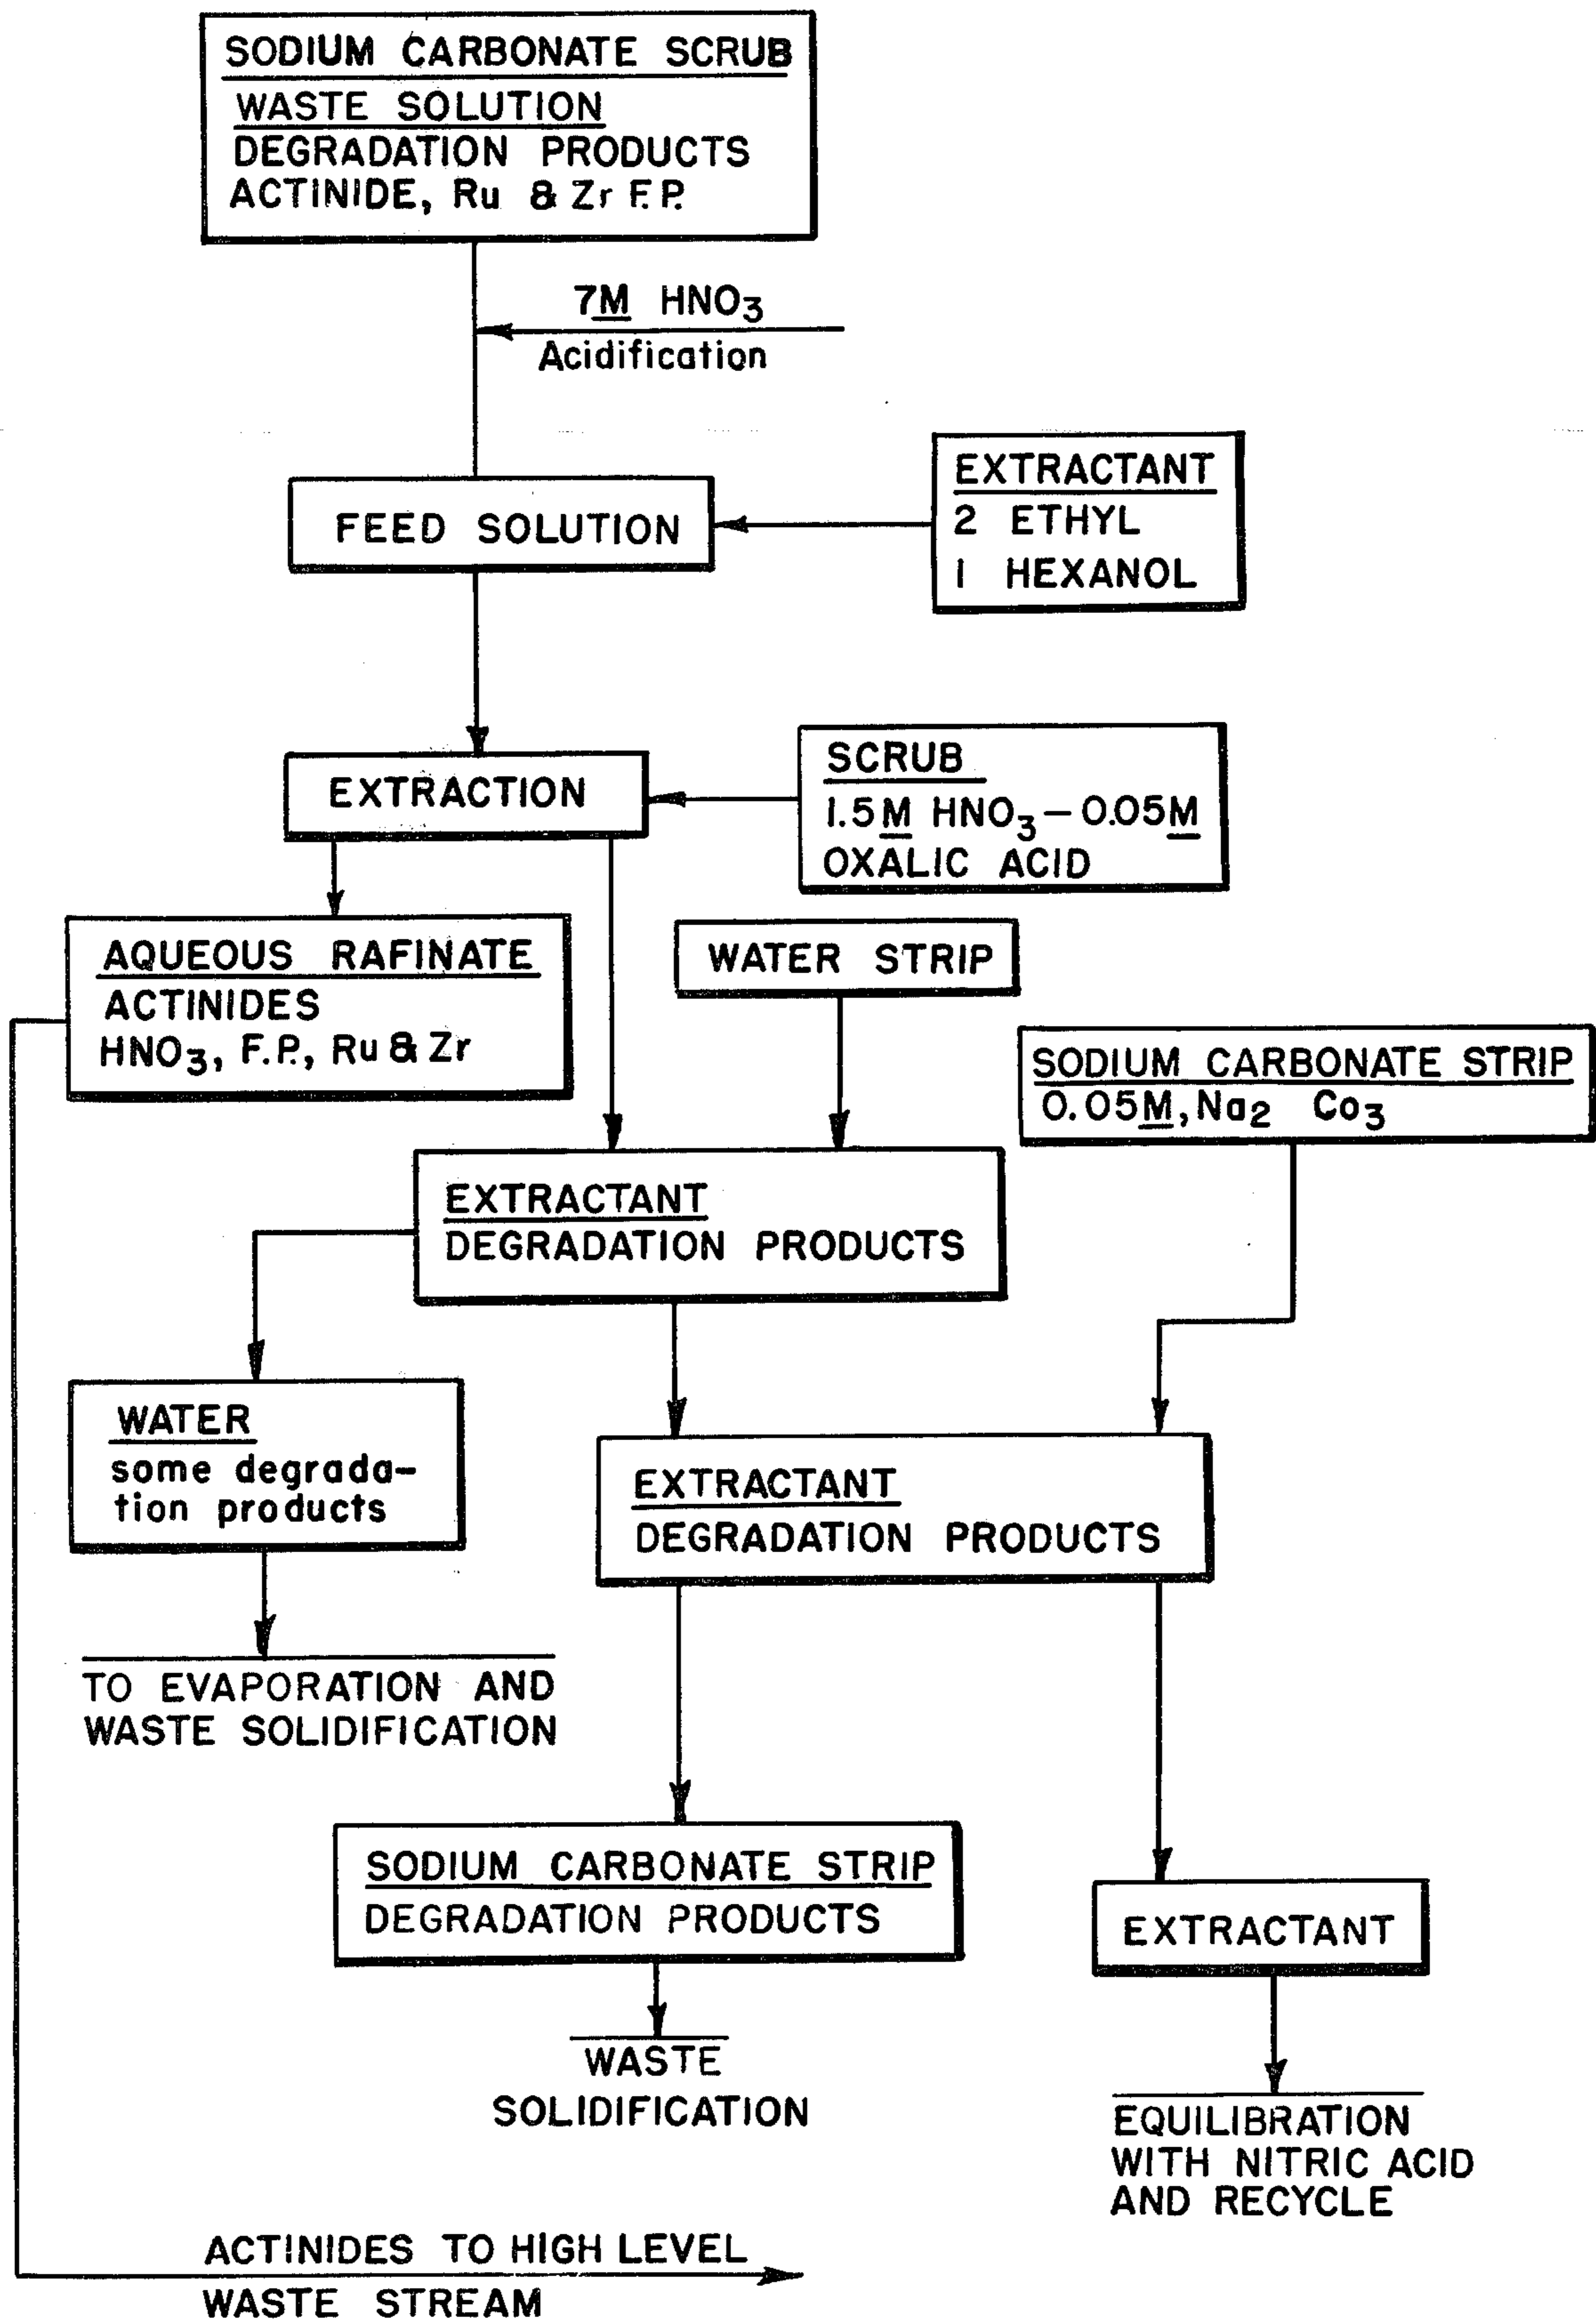 SODIUM CARBONATE SCRUB
WASTE SOLUTION
DEGRADATION PRODUCTS
ACTINIDE, Ru & Zr F.P.
7M HNO3
Acidification
FEED SOLUTION
EXTRACTANT
2 ETHYL
1 HEXANOL
EXTRACTION
SCRUB
1.5M HNO3 – 0.05M
OXALIC ACID
AQUEOUS RAFINATE
ACTINIDES
HNO3, F.P., Ru & Zr
WATER STRIP
SODIUM CARBONATE STRIP
0.05M, Na2 Co3
EXTRACTANT
DEGRADATION PRODUCTS
WATER
some degrada-
tion products
EXTRACTANT
DEGRADATION PRODUCTS
TO EVAPORATION AND
WASTE SOLIDIFICATION
SODIUM CARBONATE STRIP
DEGRADATION PRODUCTS
EXTRACTANT
WASTE
SOLIDIFICATION
EQUILIBRATION
WITH NITRIC ACID
AND RECYCLE
ACTINIDES TO HIGH LEVEL
WASTE STREAM